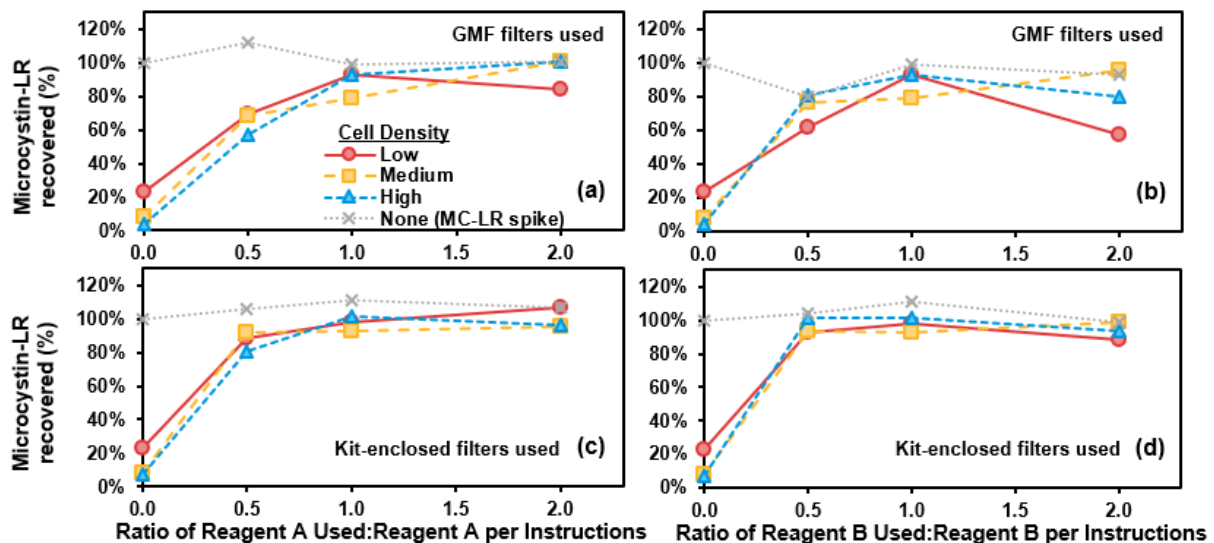 Microcystin-LR
recovered (%)
120%
100%
80%
60%
40%
20%
0%
GMF filters used
Cell Density
Low
Medium
High
None (MC-LR spike)
(a)
0.0 0.5 1.0 1.5 2.0
120%
100%
80%
60%
40%
20%
0%
GMF filters used
(b)
0.0 0.5 1.0 1.5 2.0
Microcystin-LR
recovered (%)
120%
100%
80%
60%
40%
20%
0%
Kit-enclosed filters used (c)
0.0 0.5 1.0 1.5 2.0
Ratio of Reagent A Used:Reagent A per Instructions
120%
100%
80%
60%
40%
20%
0%
Kit-enclosed filters used (d)
0.0 0.5 1.0 1.5 2.0
Ratio of Reagent B Used:Reagent B per Instructions